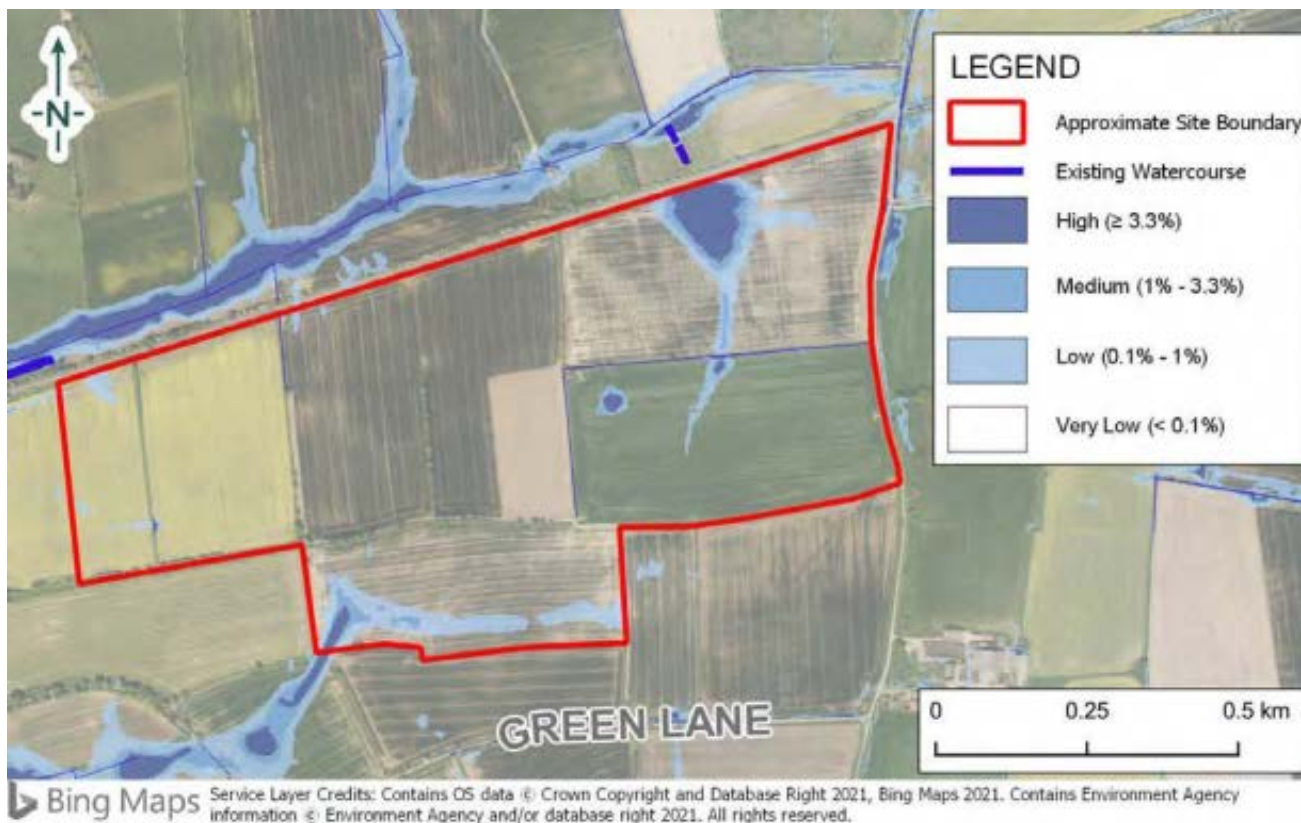 -N-
LEGEND
Approximate Site Boundary
Existing Watercourse
High (≥ 3.3%)
Medium (1% - 3.3%)
Low (0.1% - 1%)
Very Low (< 0.1%)
0 0.25 0.5 km
GREEN LANE
Bing Maps
Service Layer Credits: Contains OS data © Crown Copyright and Database Right 2021, Bing Maps 2021. Contains Environment Agency
information © Environment Agency and/or database right 2021. All rights reserved.